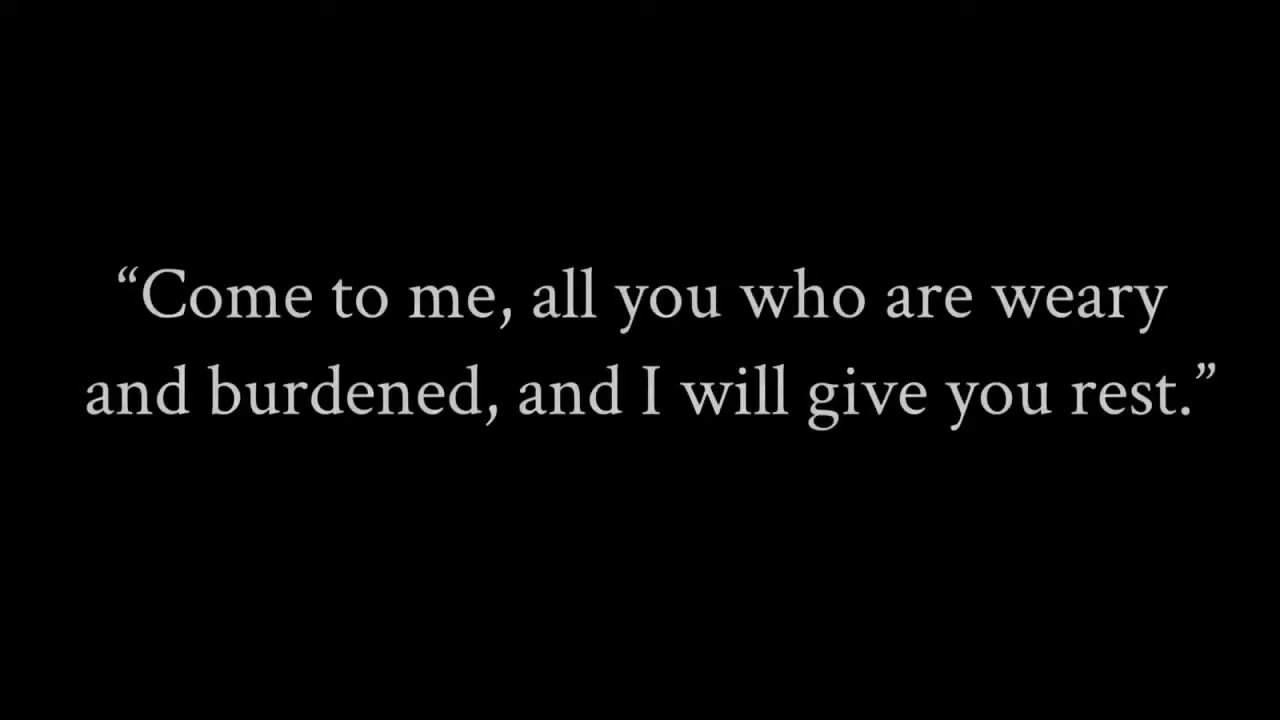 “Come to me, all you who are weary
and burdened, and I will give you rest.”